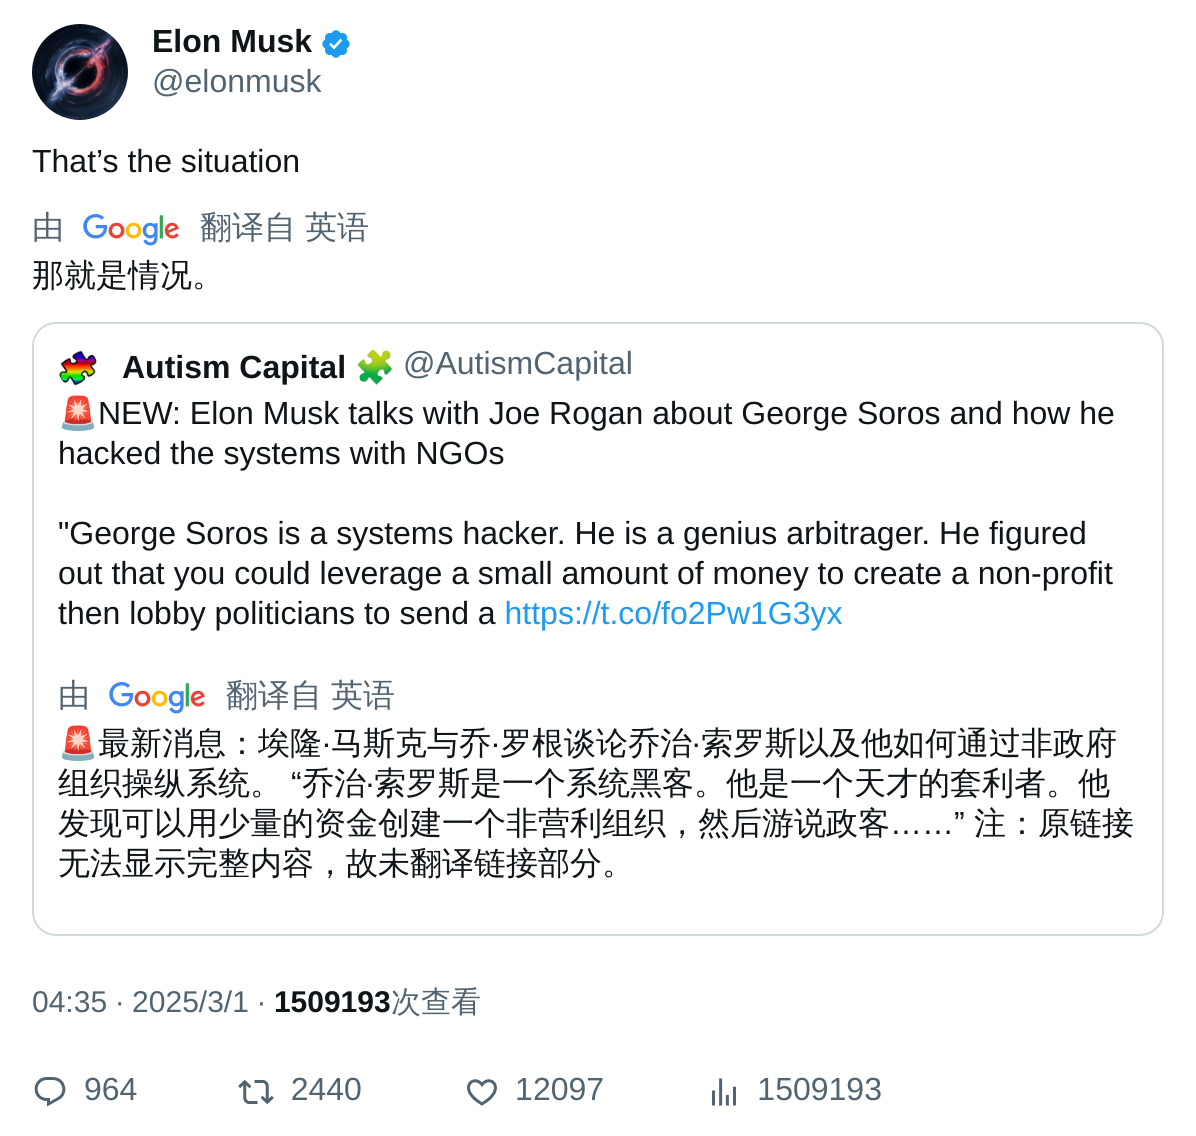 Elon Musk
@elonmusk
That’s the situation
由 Google 翻译自 英语
那就是情况。
Autism Capital 🧩 @AutismCapital
🚨NEW: Elon Musk talks with Joe Rogan about George Soros and how he
hacked the systems with NGOs
"George Soros is a systems hacker. He is a genius arbitrager. He figured
out that you could leverage a small amount of money to create a non-profit
then lobby politicians to send a https://t.co/fo2Pw1G3yx
由 Google 翻译自 英语
🚨最新消息：埃隆·马斯克与乔·罗根谈论乔治·索罗斯以及他如何通过非政府
组织操纵系统。 “乔治·索罗斯是一个系统黑客。他是一个天才的套利者。他
发现可以用少量的资金创建一个非营利组织，然后游说政客……” 注：原链接
无法显示完整内容，故未翻译链接部分。
04:35 · 2025/3/1 · 1509193次查看
964 2440 12097 1509193